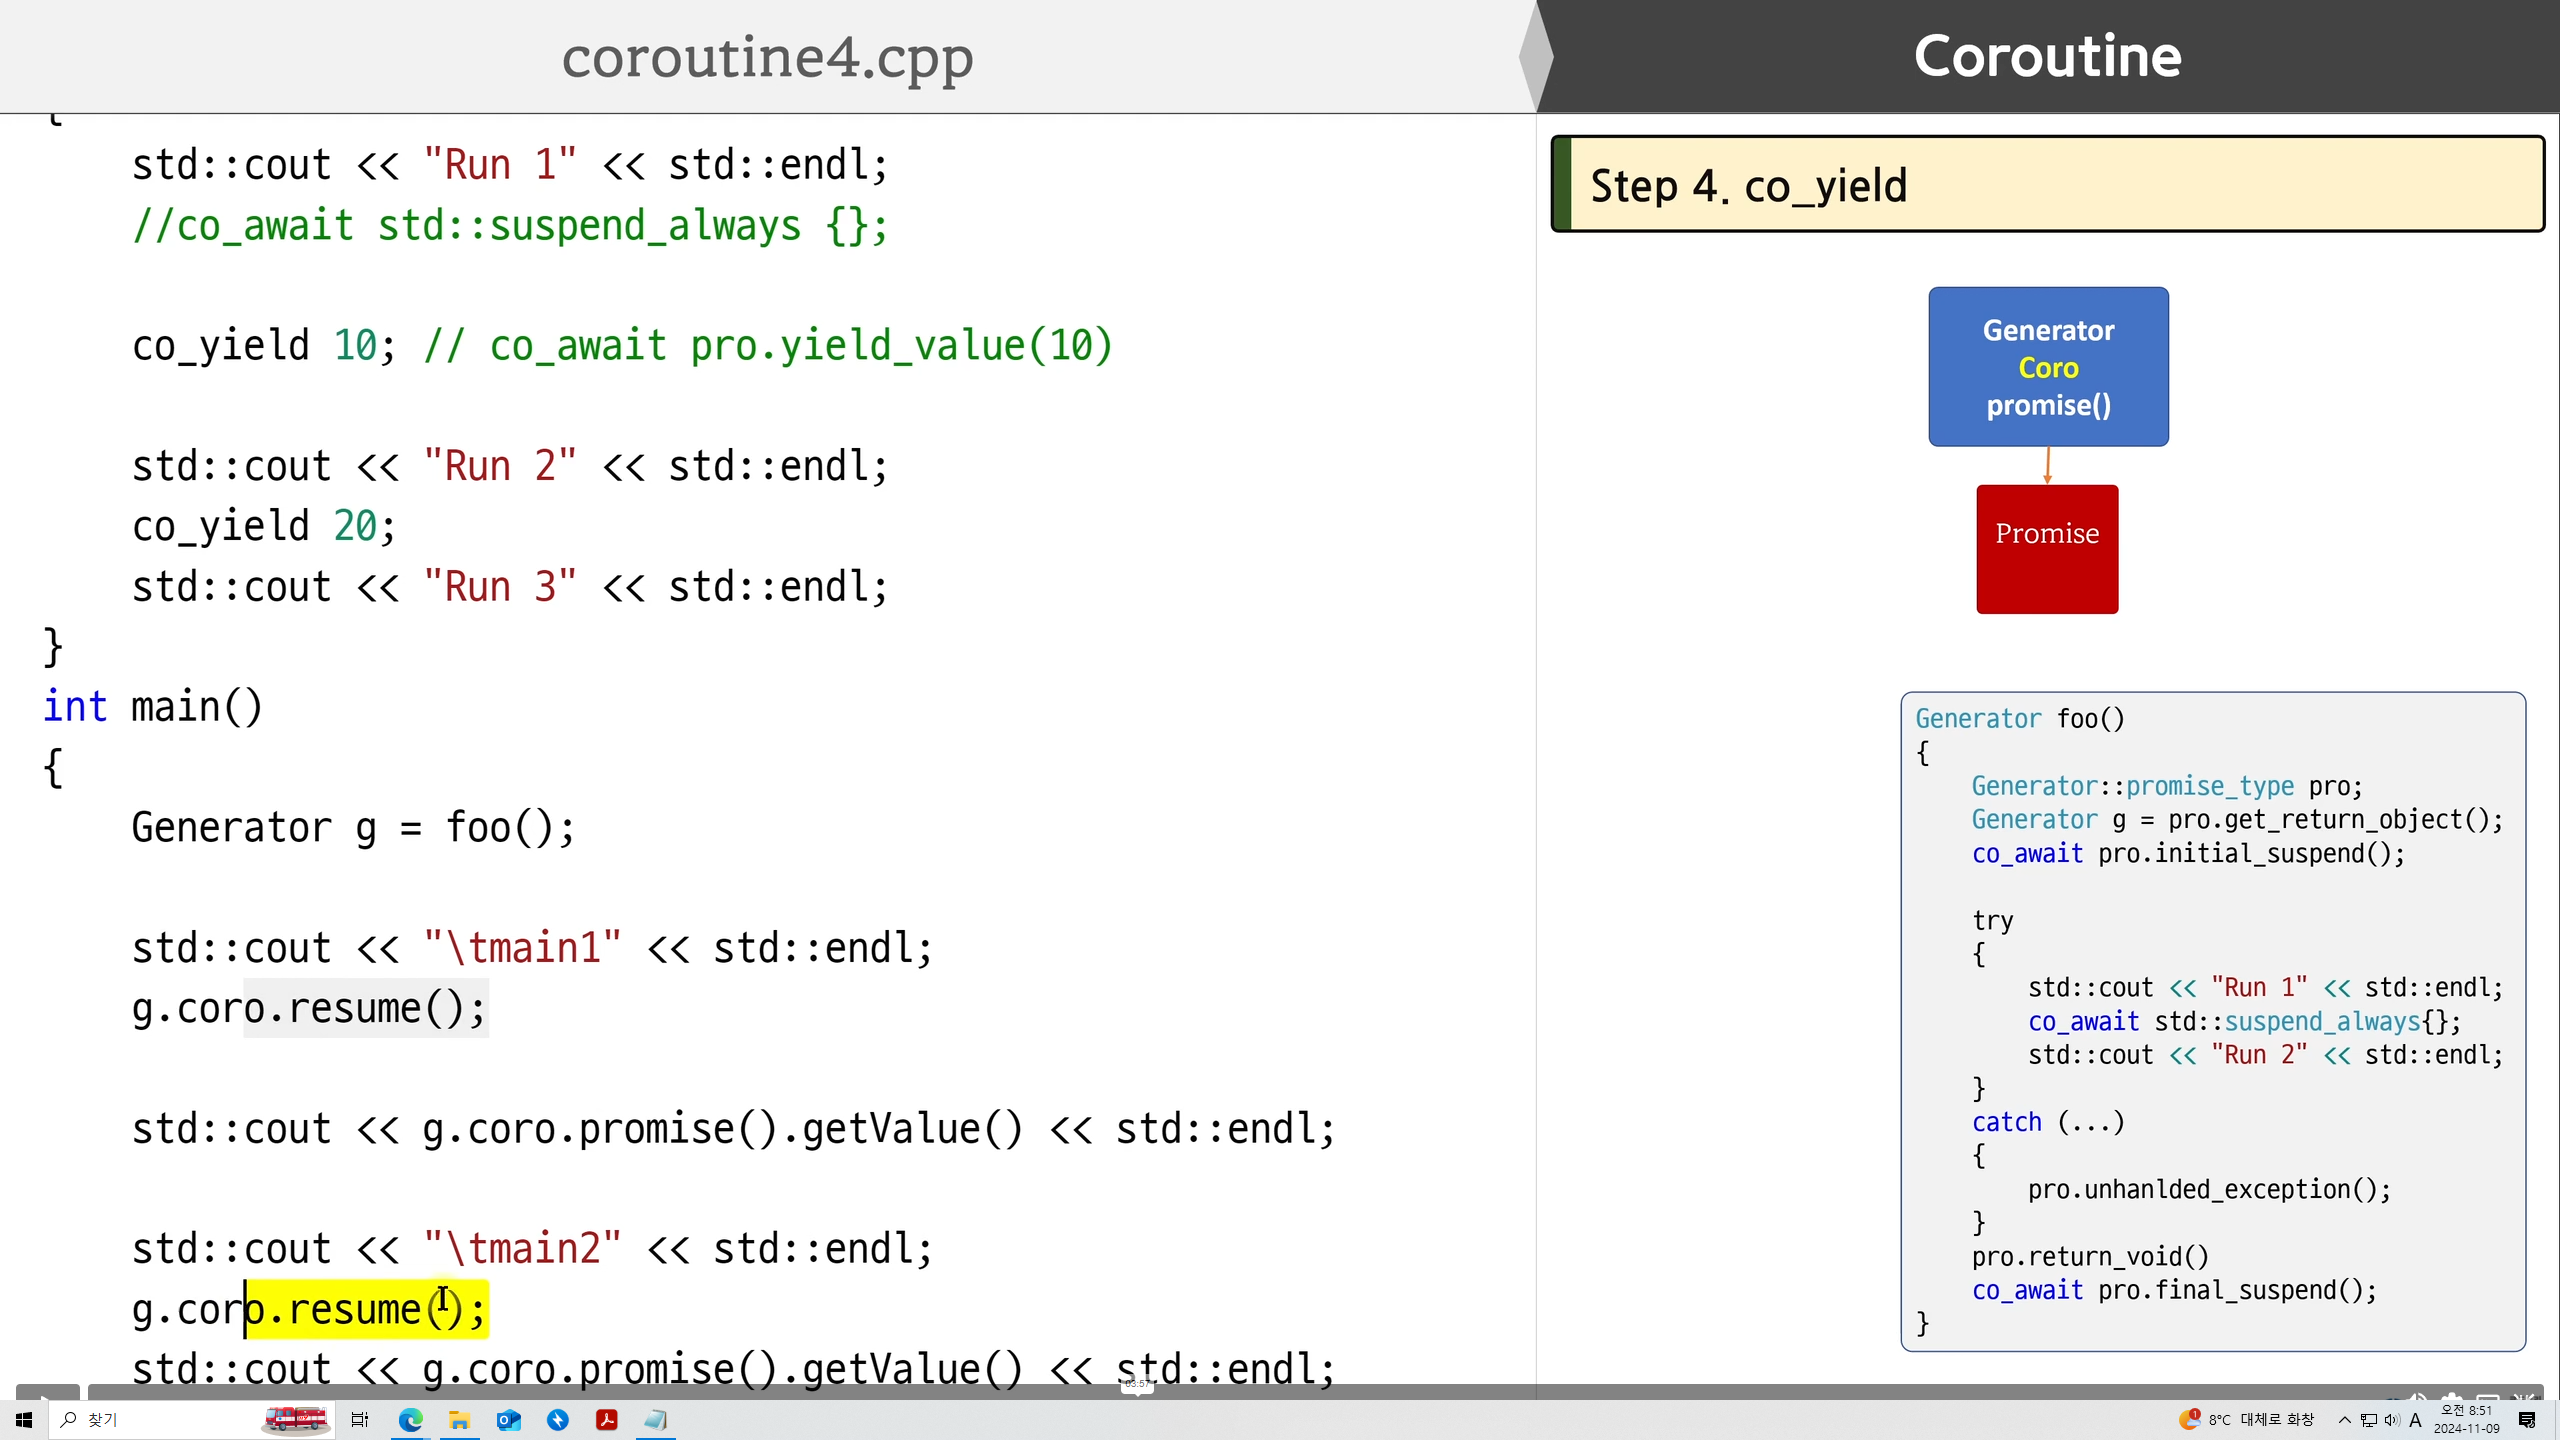 coroutine4.cpp
{
std::cout << "Run 1" << std::endl;
//co_await std::suspend_always {};
co_yield 10; // co_await pro.yield_value(10)
std::cout << "Run 2" << std::endl;
co_yield 20;
std::cout << "Run 3" << std::endl;
}
int main()
{
Generator g = foo();
std::cout << "\tmain1" << std::endl;
g.coro.resume();
std::cout << g.coro.promise().getValue() << std::endl;
std::cout << "\tmain2" << std::endl;
g.coro.resume();
std::cout << g.coro.promise().getValue() << std::endl;
Coroutine
Step 4. co_yield
Generator
Coro
promise()
Promise
Generator foo()
{
Generator::promise_type pro;
Generator g = pro.get_return_object();
co_await pro.initial_suspend();
try
{
std::cout << "Run 1" << std::endl;
co_await std::suspend_always{};
std::cout << "Run 2" << std::endl;
}
catch (...)
{
pro.unhanlded_exception();
}
pro.return_void()
co_await pro.final_suspend();
}
03:57
찾기
1
8°C 대체로 화창
A
오전 8:51
2024-11-09